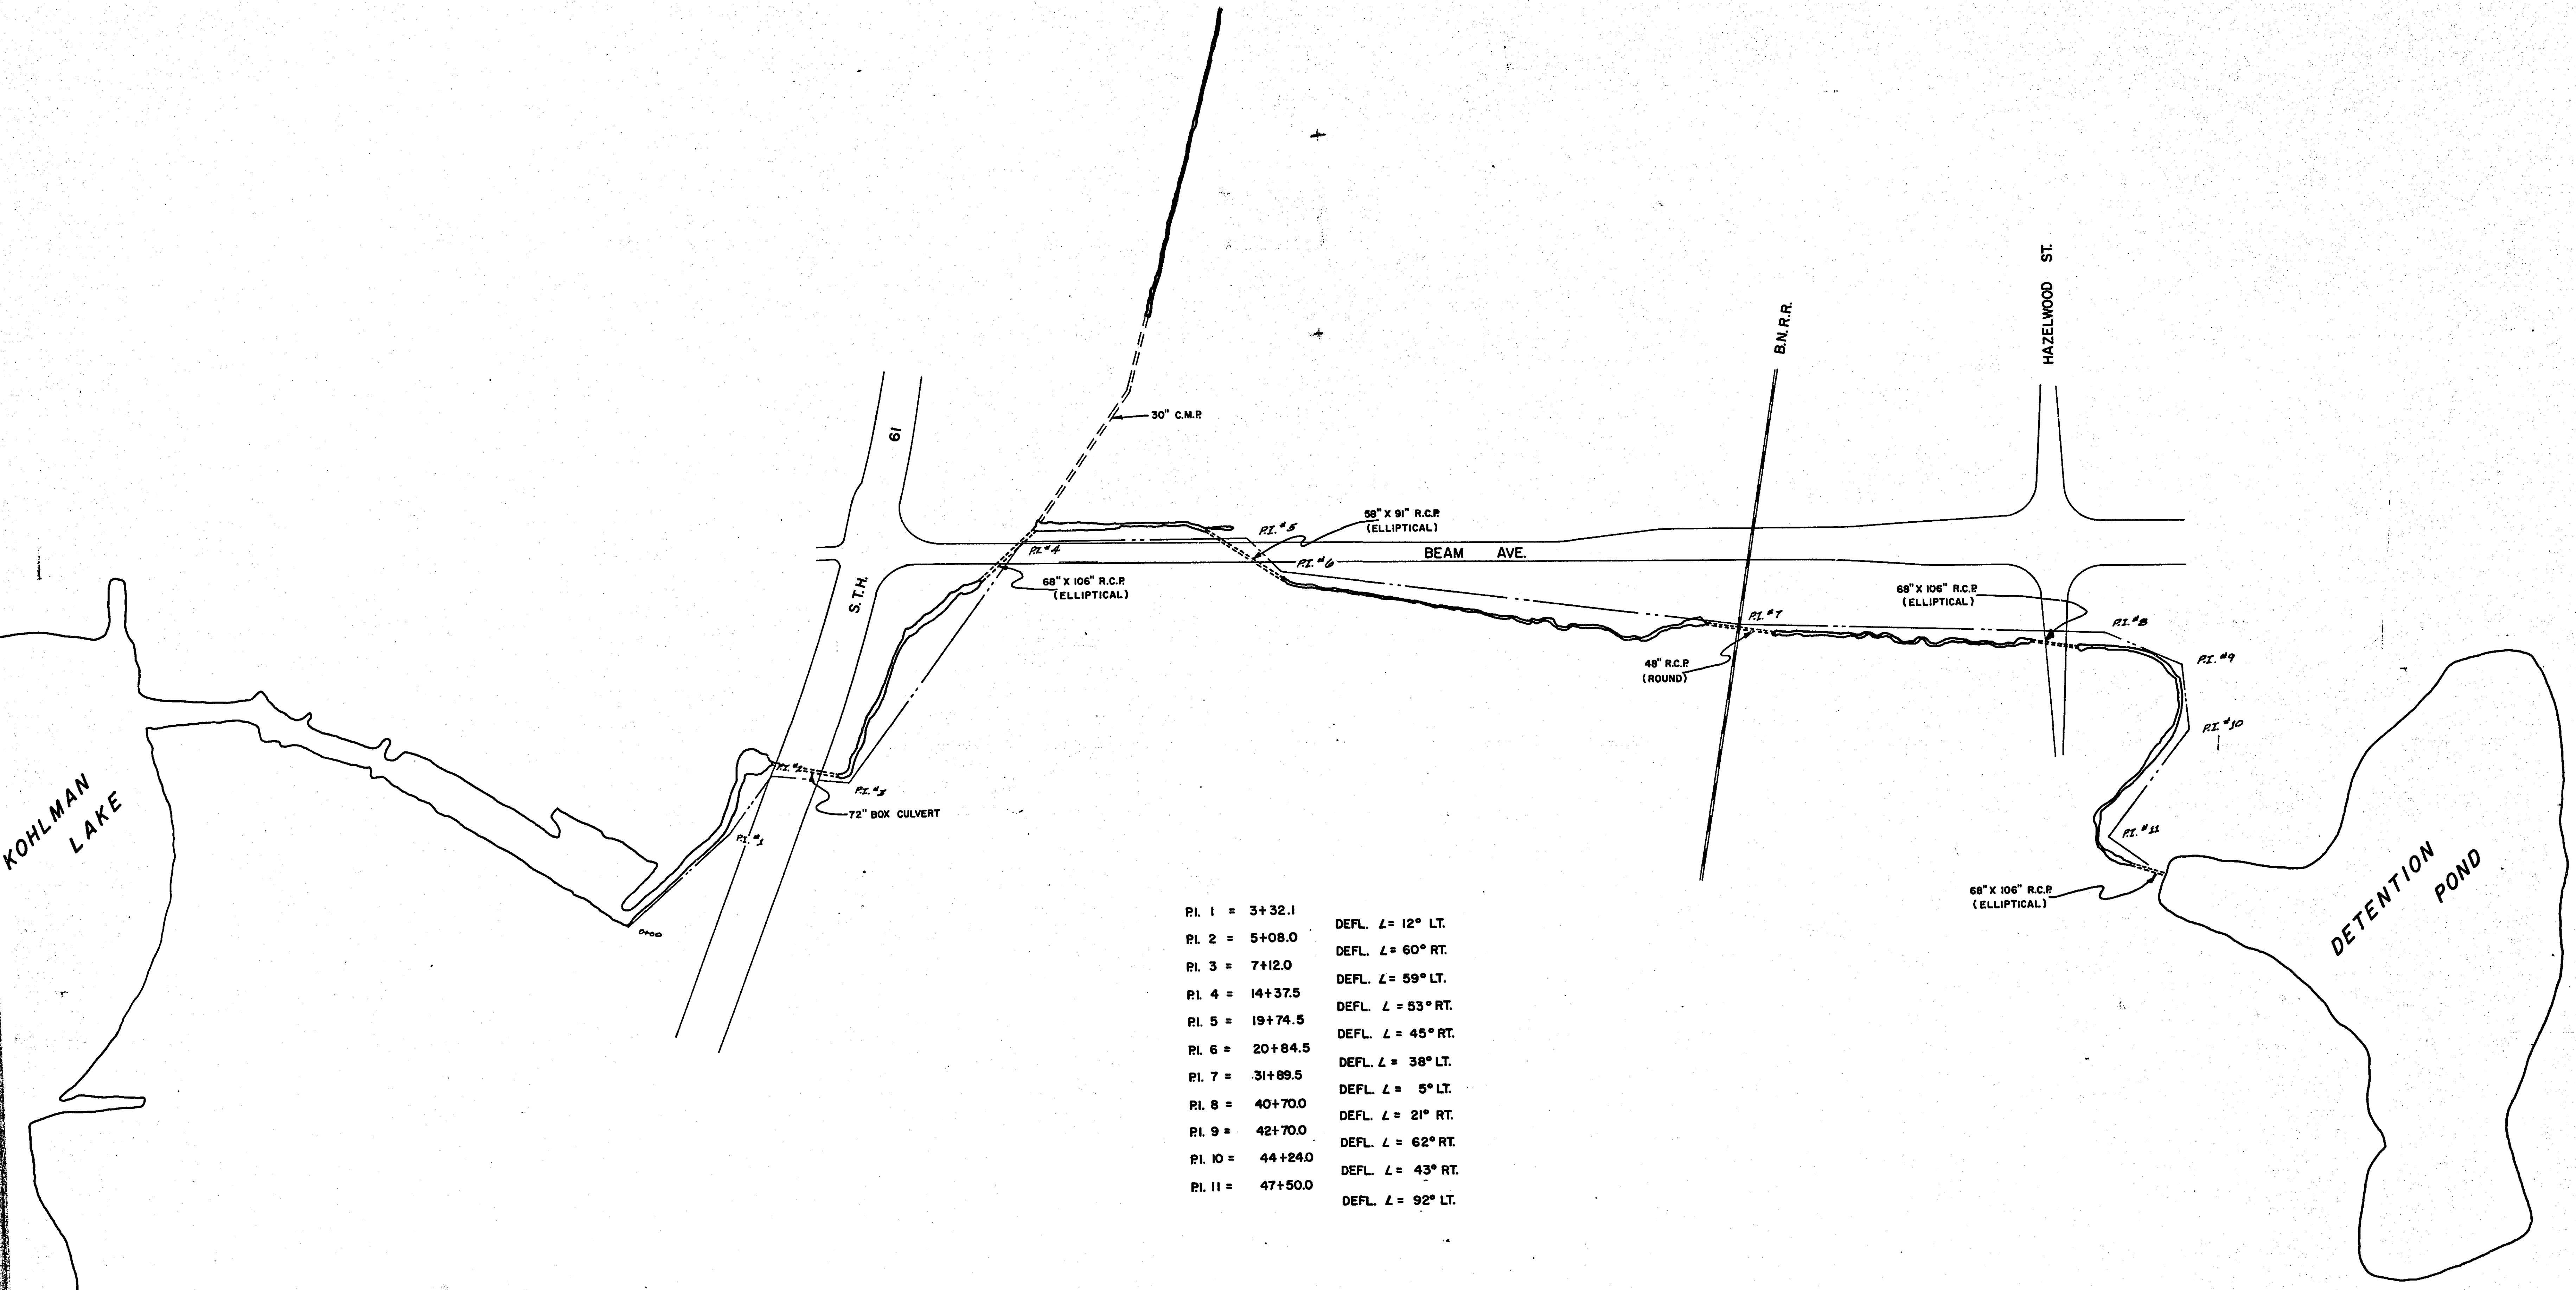 HAZELWOOD ST.
B.N.R.R.
61
30" C.M.P.
58" X 91" R.C.P.
(ELLIPTICAL)
P.I. #5
P.I. #4
BEAM AVE.
P.I. #6
68" X 106" R.C.P.
(ELLIPTICAL)
S.T.H.
68" X 106" R.C.P.
(ELLIPTICAL)
P.I. #7
P.I. #8
48" R.C.P.
(ROUND)
P.I. #9
P.I. #10
P.I. #2
P.I. #3
72" BOX CULVERT
P.I. #1
P.I. #11
KOHLMAN
LAKE
0+00
68" X 106" R.C.P.
(ELLIPTICAL)
DETENTION
POND
P.I. 1 = 3+32.1
DEFL. ∠= 12° LT.
P.I. 2 = 5+08.0
DEFL. ∠= 60° RT.
P.I. 3 = 7+12.0
DEFL. ∠= 59° LT.
P.I. 4 = 14+37.5
DEFL. ∠ = 53° RT.
P.I. 5 = 19+74.5
DEFL. ∠ = 45° RT.
P.I. 6 = 20+84.5
DEFL. ∠ = 38° LT.
P.I. 7 = 31+89.5
DEFL. ∠ = 5° LT.
P.I. 8 = 40+70.0
DEFL. ∠ = 21° RT.
P.I. 9 = 42+70.0
DEFL. ∠ = 62° RT.
P.I. 10 = 44+24.0
DEFL. ∠ = 43° RT.
P.I. 11 = 47+50.0
DEFL. ∠ = 92° LT.